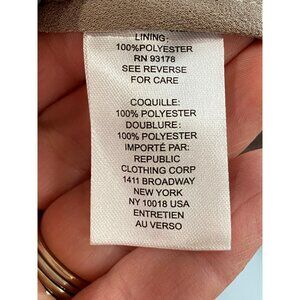 LINING-
100%POLYESTER
RN 93178
SEE REVERSE
FOR CARE
COQUILLE:
100% POLYESTER
DOUBLURE:
100% POLYESTER
IMPORTÉ PAR:
REPUBLIC
CLOTHING CORP
1411 BROADWAY
NEW YORK
NY 10018 USA
ENTRETIEN
AU VERSO